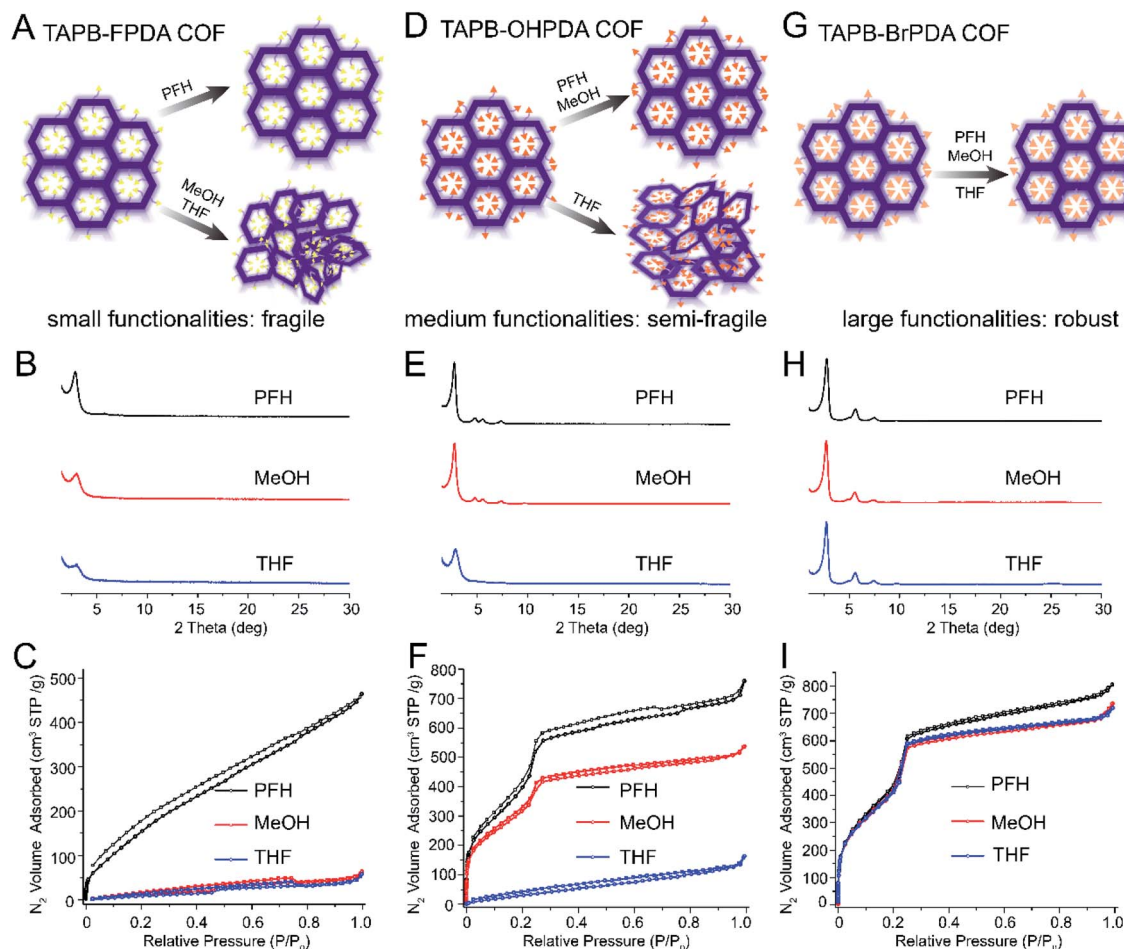 A TAPB-FPDA COF
PFH
MeOH
THF
small functionalities: fragile
D TAPB-OHPDA COF
PFH
MeOH
THF
medium functionalities: semi-fragile
G TAPB-BrPDA COF
PFH
MeOH
THF
large functionalities: robust
B
PFH
MeOH
THF
5 10 15 20 25 30
2 Theta (deg)
E
PFH
MeOH
THF
5 10 15 20 25 30
2 Theta (deg)
H
PFH
MeOH
THF
5 10 15 20 25 30
2 Theta (deg)
C
N2 Volume Adsorbed (cm3 STP /g)
500
400
300
200
100
0
PFH
MeOH
THF
0 0.2 0.4 0.6 0.8 1.0
Relative Pressure (P/P0)
F
N2 Volume Adsorbed (cm3 STP /g)
800
700
600
500
400
300
200
100
0
PFH
MeOH
THF
0 0.2 0.4 0.6 0.8 1.0
Relative Pressure (P/P0)
I
N2 Volume Adsorbed (cm3 STP /g)
800
700
600
500
400
300
200
100
0
PFH
MeOH
THF
0 0.2 0.4 0.6 0.8 1.0
Relative Pressure (P/P0)